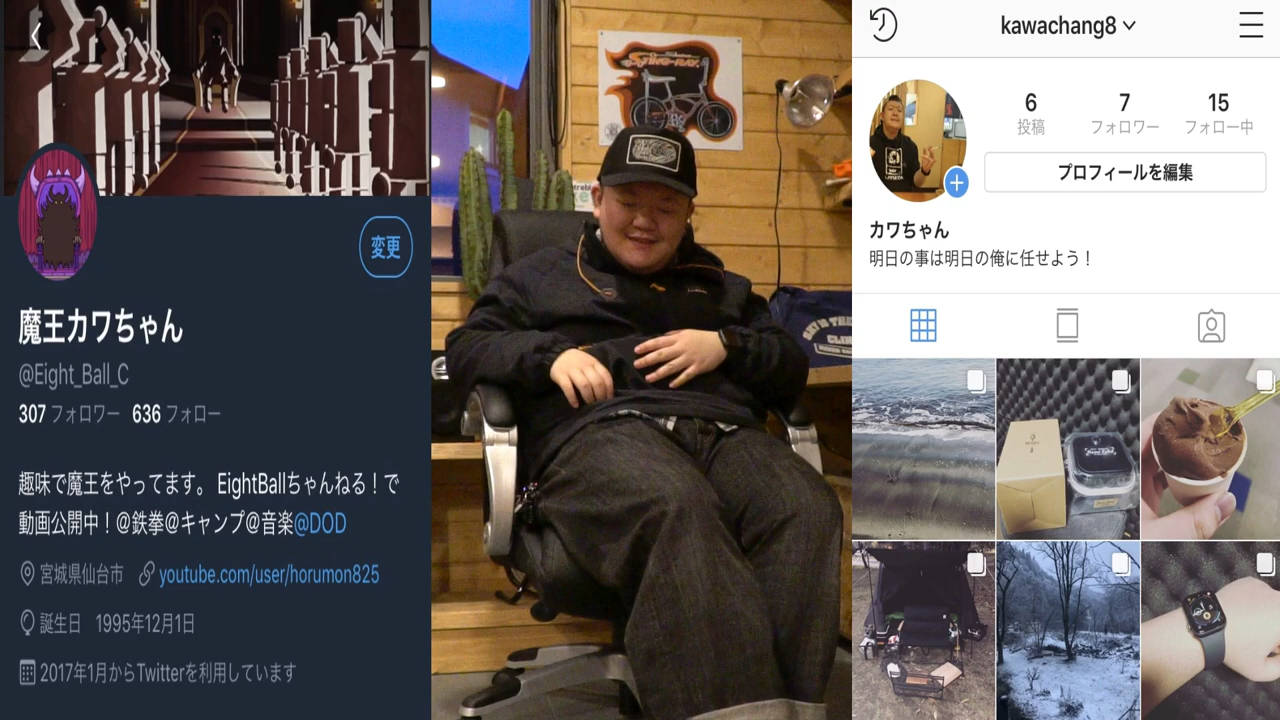 魔王カワちゃん
@Eight_Ball_C
307 フォロワー 636 フォロー
変更
趣味で魔王をやってます。 EightBallちゃんねる！で
動画公開中！@鉄拳@キャンプ@音楽@DOD
宮城県仙台市 youtube.com/user/horumon825
誕生日 1995年12月1日
2017年1月からTwitterを利用しています
STING-RAY
kawachang8
6 7 15
投稿 フォロワー フォロー中
プロフィールを編集
カワちゃん
明日の事は明日の俺に任せよう！